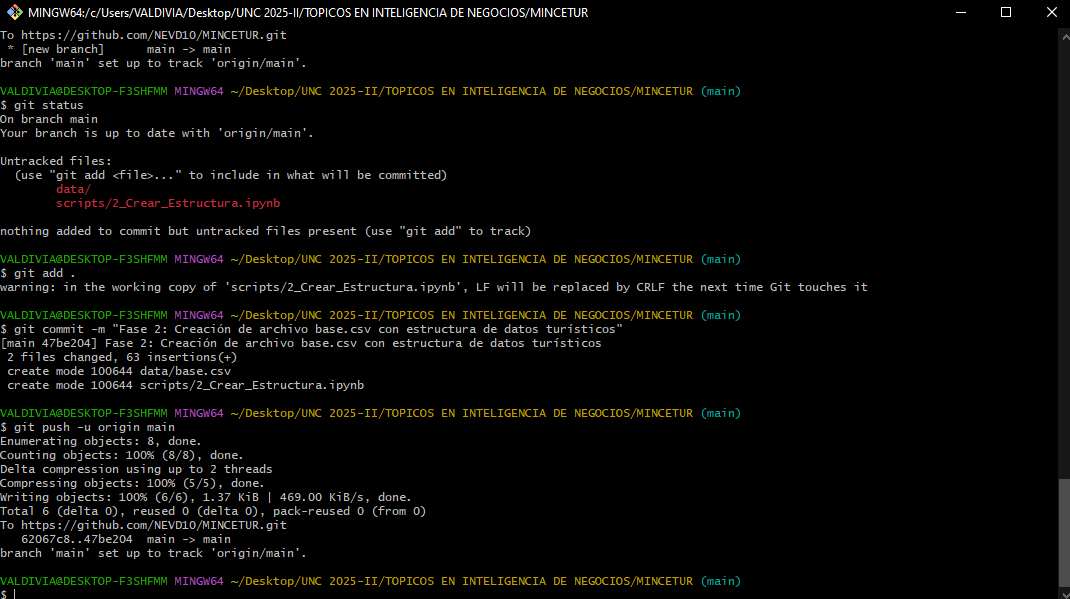 MINGW64:/c/Users/VALDIVIA/Desktop/UNC 2025-II/TOPICOS EN INTELIGENCIA DE NEGOCIOS/MINCETUR
To https://github.com/NEVD10/MINCETUR.git
 * [new branch]      main -> main
branch 'main' set up to track 'origin/main'.
VALDIVIA@DESKTOP-F3SHFMM MINGW64 ~/Desktop/UNC 2025-II/TOPICOS EN INTELIGENCIA DE NEGOCIOS/MINCETUR (main)
$ git status
On branch main
Your branch is up to date with 'origin/main'.
Untracked files:
  (use "git add <file>..." to include in what will be committed)
        data/
        scripts/2_Crear_Estructura.ipynb
nothing added to commit but untracked files present (use "git add" to track)
VALDIVIA@DESKTOP-F3SHFMM MINGW64 ~/Desktop/UNC 2025-II/TOPICOS EN INTELIGENCIA DE NEGOCIOS/MINCETUR (main)
$ git add .
warning: in the working copy of 'scripts/2_Crear_Estructura.ipynb', LF will be replaced by CRLF the next time Git touches it
VALDIVIA@DESKTOP-F3SHFMM MINGW64 ~/Desktop/UNC 2025-II/TOPICOS EN INTELIGENCIA DE NEGOCIOS/MINCETUR (main)
$ git commit -m "Fase 2: Creación de archivo base.csv con estructura de datos turísticos"
[main 47be204] Fase 2: Creación de archivo base.csv con estructura de datos turísticos
 2 files changed, 63 insertions(+)
 create mode 100644 data/base.csv
 create mode 100644 scripts/2_Crear_Estructura.ipynb
VALDIVIA@DESKTOP-F3SHFMM MINGW64 ~/Desktop/UNC 2025-II/TOPICOS EN INTELIGENCIA DE NEGOCIOS/MINCETUR (main)
$ git push -u origin main
Enumerating objects: 8, done.
Counting objects: 100% (8/8), done.
Delta compression using up to 2 threads
Compressing objects: 100% (5/5), done.
Writing objects: 100% (6/6), 1.37 KiB | 469.00 KiB/s, done.
Total 6 (delta 0), reused 0 (delta 0), pack-reused 0 (from 0)
To https://github.com/NEVD10/MINCETUR.git
   62067c8..47be204  main -> main
branch 'main' set up to track 'origin/main'.
VALDIVIA@DESKTOP-F3SHFMM MINGW64 ~/Desktop/UNC 2025-II/TOPICOS EN INTELIGENCIA DE NEGOCIOS/MINCETUR (main)
$